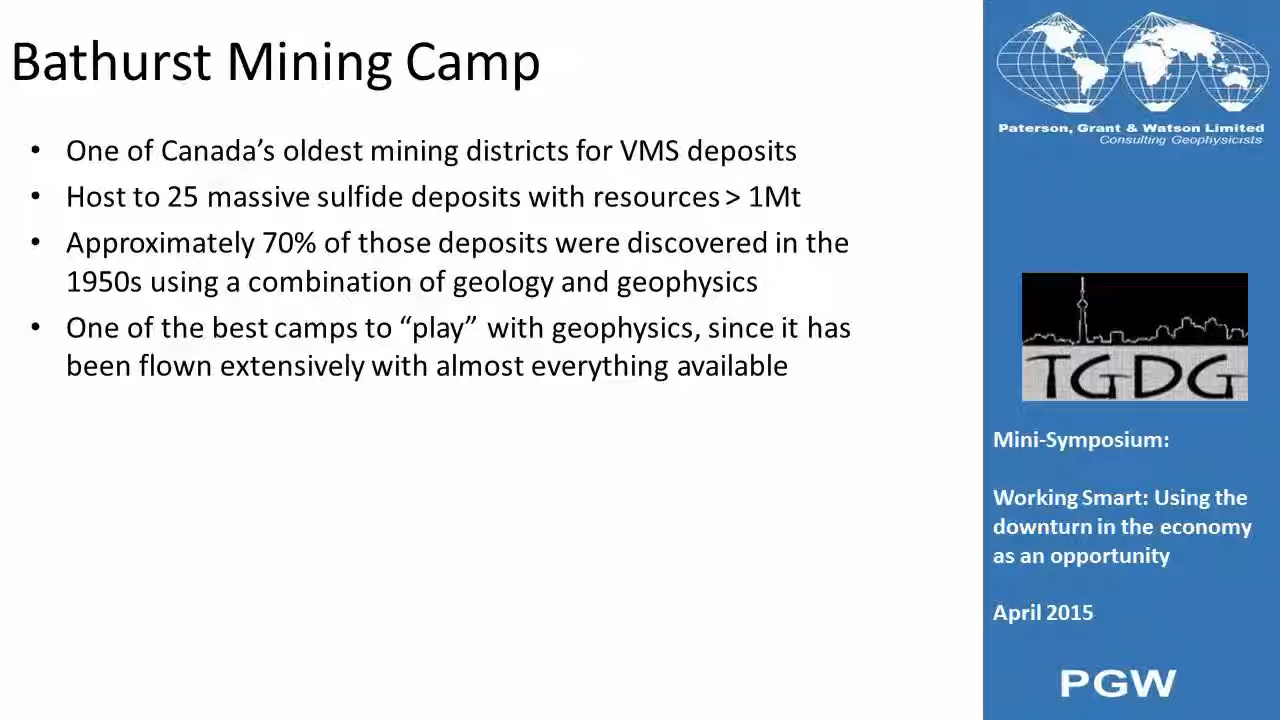 Bathurst Mining Camp
• One of Canada’s oldest mining districts for VMS deposits
• Host to 25 massive sulfide deposits with resources > 1Mt
• Approximately 70% of those deposits were discovered in the
1950s using a combination of geology and geophysics
• One of the best camps to “play” with geophysics, since it has
been flown extensively with almost everything available
Paterson, Grant & Watson Limited
Consulting Geophysicists
TGDG
Mini-Symposium:
Working Smart: Using the
downturn in the economy
as an opportunity
April 2015
PGW